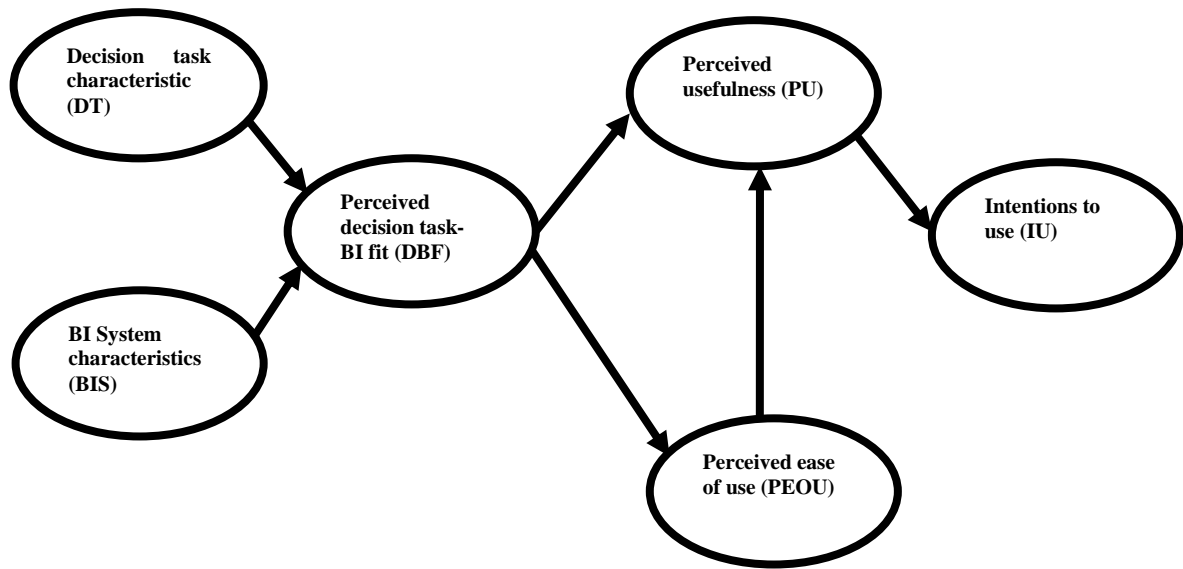 Decision task
characteristic
(DT)
Perceived
usefulness (PU)
Perceived
decision task-
BI fit (DBF)
Intentions to
use (IU)
BI System
characteristics
(BIS)
Perceived ease
of use (PEOU)